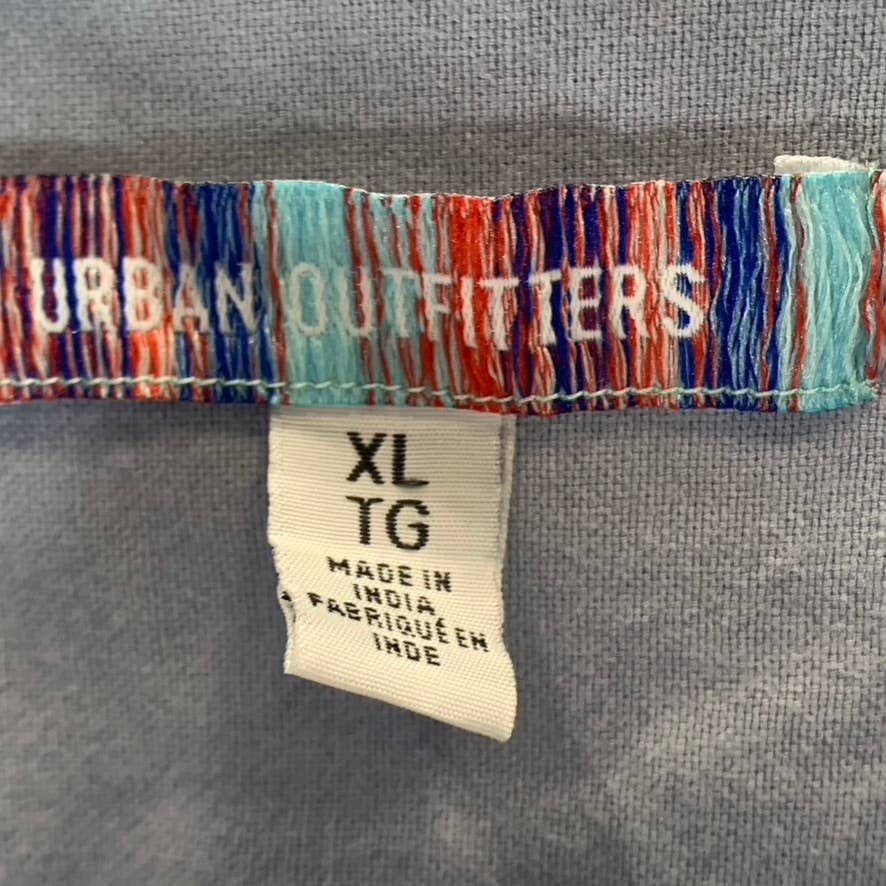 URBAN OUTFITTERS
XL
TG
MADE IN
INDIA
FABRIQUÉ EN
INDE